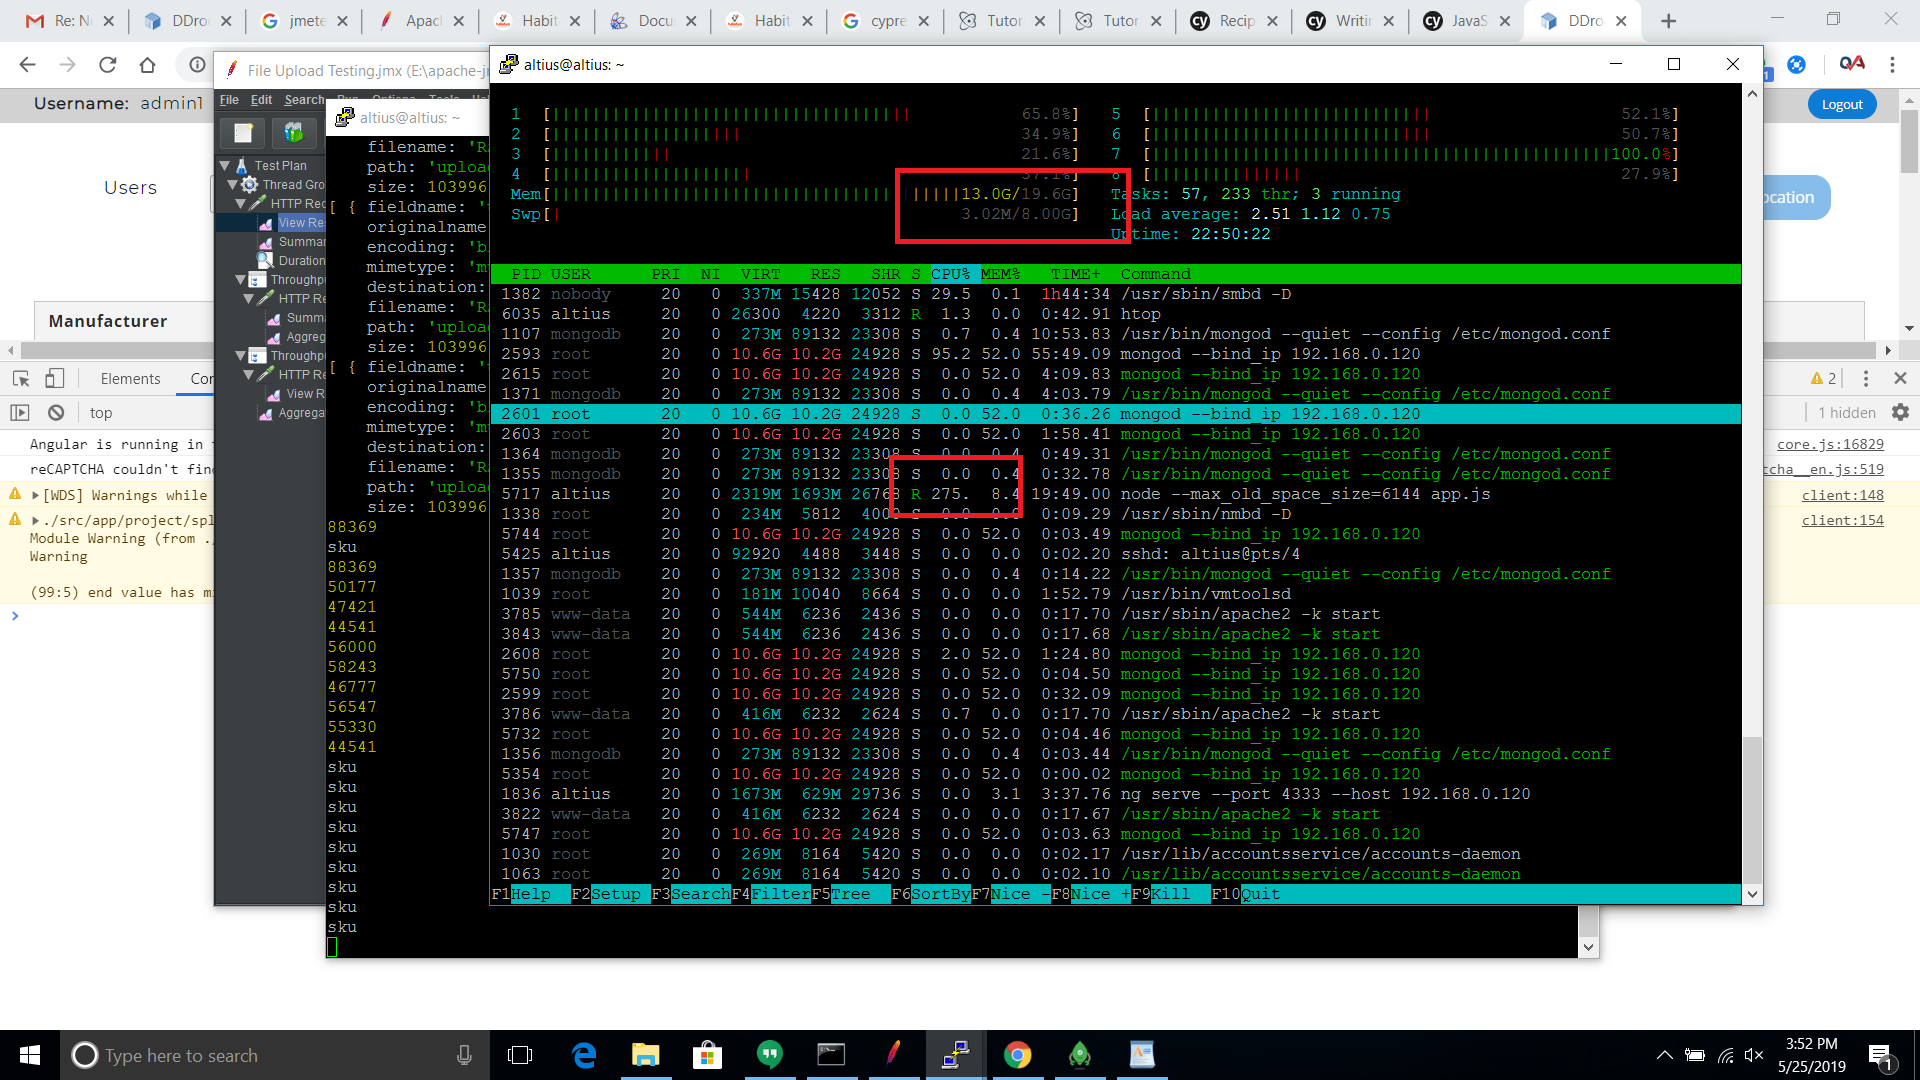 Re: N
DDro
jmete
Apac
Habit
Docu
Habit
cypre
Tutor
Tutor
Recip
Writin
JavaS
DDro
Username: admin1
Logout
Users
ocation
Manufacturer
Elements Cor
2
top
1 hidden
Angular is running in
reCAPTCHA couldn't fin
[WDS] Warnings while
./src/app/project/spl
Module Warning (from .
Warning
(99:5) end value has mi
core.js:16829
tcha__en.js:519
client:148
client:154
File Upload Testing.jmx (E:\apache-j
File Edit Search Run Options Tools
Test Plan
Thread Gro
HTTP Rec
View Re
Summar
Duration
Throughp
HTTP Re
Summa
Aggreg
Throughpu
HTTP Re
View R
Aggrega
altius@altius: ~
filename: 'R
path: 'uploa
size: 103996
[ { fieldname: '
originalname
encoding: 'b
mimetype: 'm
destination:
filename: 'R
path: 'uploa
size: 103996
[ { fieldname: '
originalname
encoding: 'b
mimetype: 'm
destination:
filename: 'R
path: 'uploa
size: 103996
88369
sku
88369
50177
47421
44541
56000
58243
46777
56547
55330
44541
sku
sku
sku
sku
sku
sku
sku
sku
sku
altius@altius: ~
1 [ 65.8%] 5 [ 52.1%]
2 [ 34.9%] 6 [ 50.7%]
3 [ 21.6%] 7 [ 100.0%]
4 [ 37.1%] 8 [ 27.9%]
Mem[ 13.0G/19.6G] Tasks: 57, 233 thr; 3 running
Swp[ 3.02M/8.00G] Load average: 2.51 1.12 0.75
Uptime: 22:50:22
PID USER PRI NI VIRT RES SHR S CPU% MEM% TIME+ Command
1382 nobody 20 0 337M 15428 12052 S 29.5 0.1 1h44:34 /usr/sbin/smbd -D
6035 altius 20 0 26300 4220 3312 R 1.3 0.0 0:42.91 htop
1107 mongodb 20 0 273M 89132 23308 S 0.7 0.4 10:53.83 /usr/bin/mongod --quiet --config /etc/mongod.conf
2593 root 20 0 10.6G 10.2G 24928 S 95.2 52.0 55:49.09 mongod --bind_ip 192.168.0.120
2615 root 20 0 10.6G 10.2G 24928 S 0.0 52.0 4:09.83 mongod --bind_ip 192.168.0.120
1371 mongodb 20 0 273M 89132 23308 S 0.0 0.4 4:03.79 /usr/bin/mongod --quiet --config /etc/mongod.conf
2601 root 20 0 10.6G 10.2G 24928 S 0.0 52.0 0:36.26 mongod --bind_ip 192.168.0.120
2603 root 20 0 10.6G 10.2G 24928 S 0.0 52.0 1:58.41 mongod --bind_ip 192.168.0.120
1364 mongodb 20 0 273M 89132 23308 S 0.0 0.4 0:49.31 /usr/bin/mongod --quiet --config /etc/mongod.conf
1355 mongodb 20 0 273M 89132 23308 S 0.0 0.4 0:32.78 /usr/bin/mongod --quiet --config /etc/mongod.conf
5717 altius 20 0 2319M 1693M 26768 R 275. 8.4 19:49.00 node --max_old_space_size=6144 app.js
1338 root 20 0 234M 5812 4000 S 0.0 0.0 0:09.29 /usr/sbin/nmbd -D
5744 root 20 0 10.6G 10.2G 24928 S 0.0 52.0 0:03.49 mongod --bind_ip 192.168.0.120
5425 altius 20 0 92920 4488 3448 S 0.0 0.0 0:02.20 sshd: altius@pts/4
1357 mongodb 20 0 273M 89132 23308 S 0.0 0.4 0:14.22 /usr/bin/mongod --quiet --config /etc/mongod.conf
1039 root 20 0 181M 10040 8664 S 0.0 0.0 1:52.79 /usr/bin/vmtoolsd
3785 www-data 20 0 544M 6236 2436 S 0.0 0.0 0:17.70 /usr/sbin/apache2 -k start
3843 www-data 20 0 544M 6236 2436 S 0.0 0.0 0:17.68 /usr/sbin/apache2 -k start
2608 root 20 0 10.6G 10.2G 24928 S 2.0 52.0 1:24.80 mongod --bind_ip 192.168.0.120
5750 root 20 0 10.6G 10.2G 24928 S 0.0 52.0 0:04.50 mongod --bind_ip 192.168.0.120
2599 root 20 0 10.6G 10.2G 24928 S 0.0 52.0 0:32.09 mongod --bind_ip 192.168.0.120
3786 www-data 20 0 416M 6232 2624 S 0.7 0.0 0:17.70 /usr/sbin/apache2 -k start
5732 root 20 0 10.6G 10.2G 24928 S 0.0 52.0 0:04.46 mongod --bind_ip 192.168.0.120
1356 mongodb 20 0 273M 89132 23308 S 0.0 0.4 0:03.44 /usr/bin/mongod --quiet --config /etc/mongod.conf
5354 root 20 0 10.6G 10.2G 24928 S 0.0 52.0 0:00.02 mongod --bind_ip 192.168.0.120
1836 altius 20 0 1673M 629M 29736 S 0.0 3.1 3:37.76 ng serve --port 4333 --host 192.168.0.120
3822 www-data 20 0 416M 6232 2624 S 0.0 0.0 0:17.67 /usr/sbin/apache2 -k start
5747 root 20 0 10.6G 10.2G 24928 S 0.0 52.0 0:03.63 mongod --bind_ip 192.168.0.120
1030 root 20 0 269M 8164 5420 S 0.0 0.0 0:02.17 /usr/lib/accountsservice/accounts-daemon
1063 root 20 0 269M 8164 5420 S 0.0 0.0 0:02.10 /usr/lib/accountsservice/accounts-daemon
F1Help F2Setup F3SearchF4FilterF5Tree F6SortByF7Nice -F8Nice +F9Kill F10Quit
Type here to search
3:52 PM
5/25/2019
1